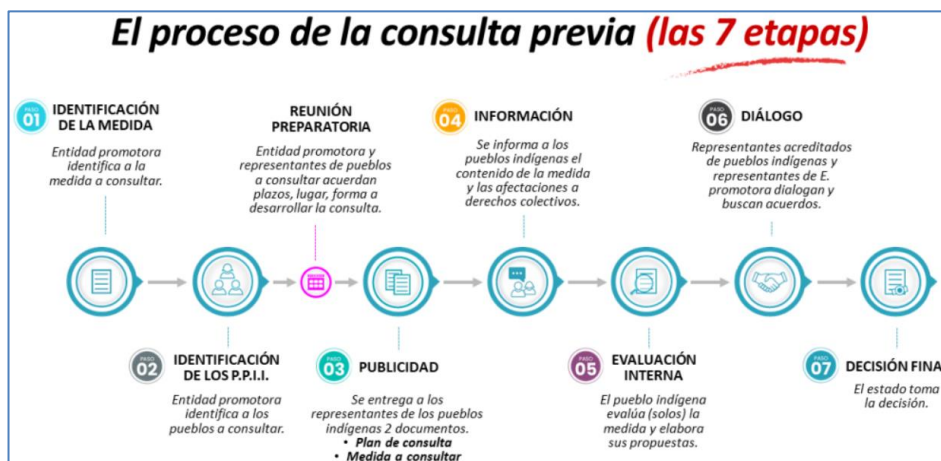 El proceso de la consulta previa (las 7 etapas)
PASO
01
IDENTIFICACIÓN
DE LA MEDIDA
Entidad promotora
identifica a la
medida a consultar.
REUNIÓN
PREPARATORIA
Entidad promotora y
representantes de pueblos
a consultar acuerdan
plazos, lugar, forma a
desarrollar la consulta.
PASO
04
INFORMACIÓN
Se informa a los
pueblos indígenas el
contenido de la medida
y las afectaciones a
derechos colectivos.
PASO
06
DIÁLOGO
Representantes acreditados
de pueblos indígenas y
representantes de E.
promotora dialogan y
buscan acuerdos.
PASO
02
IDENTIFICACIÓN
DE LOS P.P.I.I.
Entidad promotora
identifica a los
pueblos a consultar.
PASO
03
PUBLICIDAD
Se entrega a los
representantes de los pueblos
indígenas 2 documentos.
• Plan de consulta
• Medida a consultar
PASO
05
EVALUACIÓN
INTERNA
El pueblo indígena
evalúa (solos) la
medida y elabora
sus propuestas.
PASO
07
DECISIÓN FINA
El estado toma
la decisión.